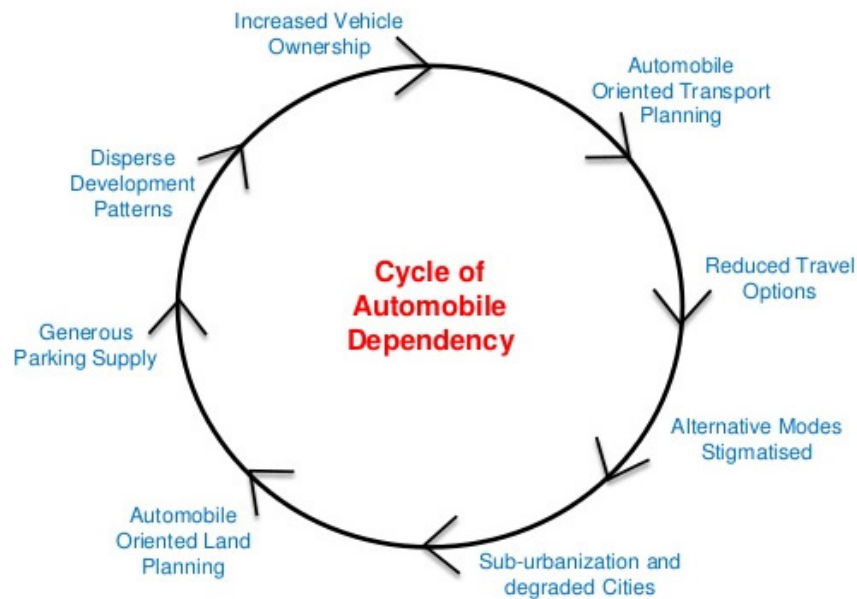 Increased Vehicle
Ownership
Automobile
Oriented Transport
Planning
Reduced Travel
Options
Alternative Modes
Stigmatised
Sub-urbanization and
degraded Cities
Automobile
Oriented Land
Planning
Generous
Parking Supply
Disperse
Development
Patterns
Cycle of
Automobile
Dependency